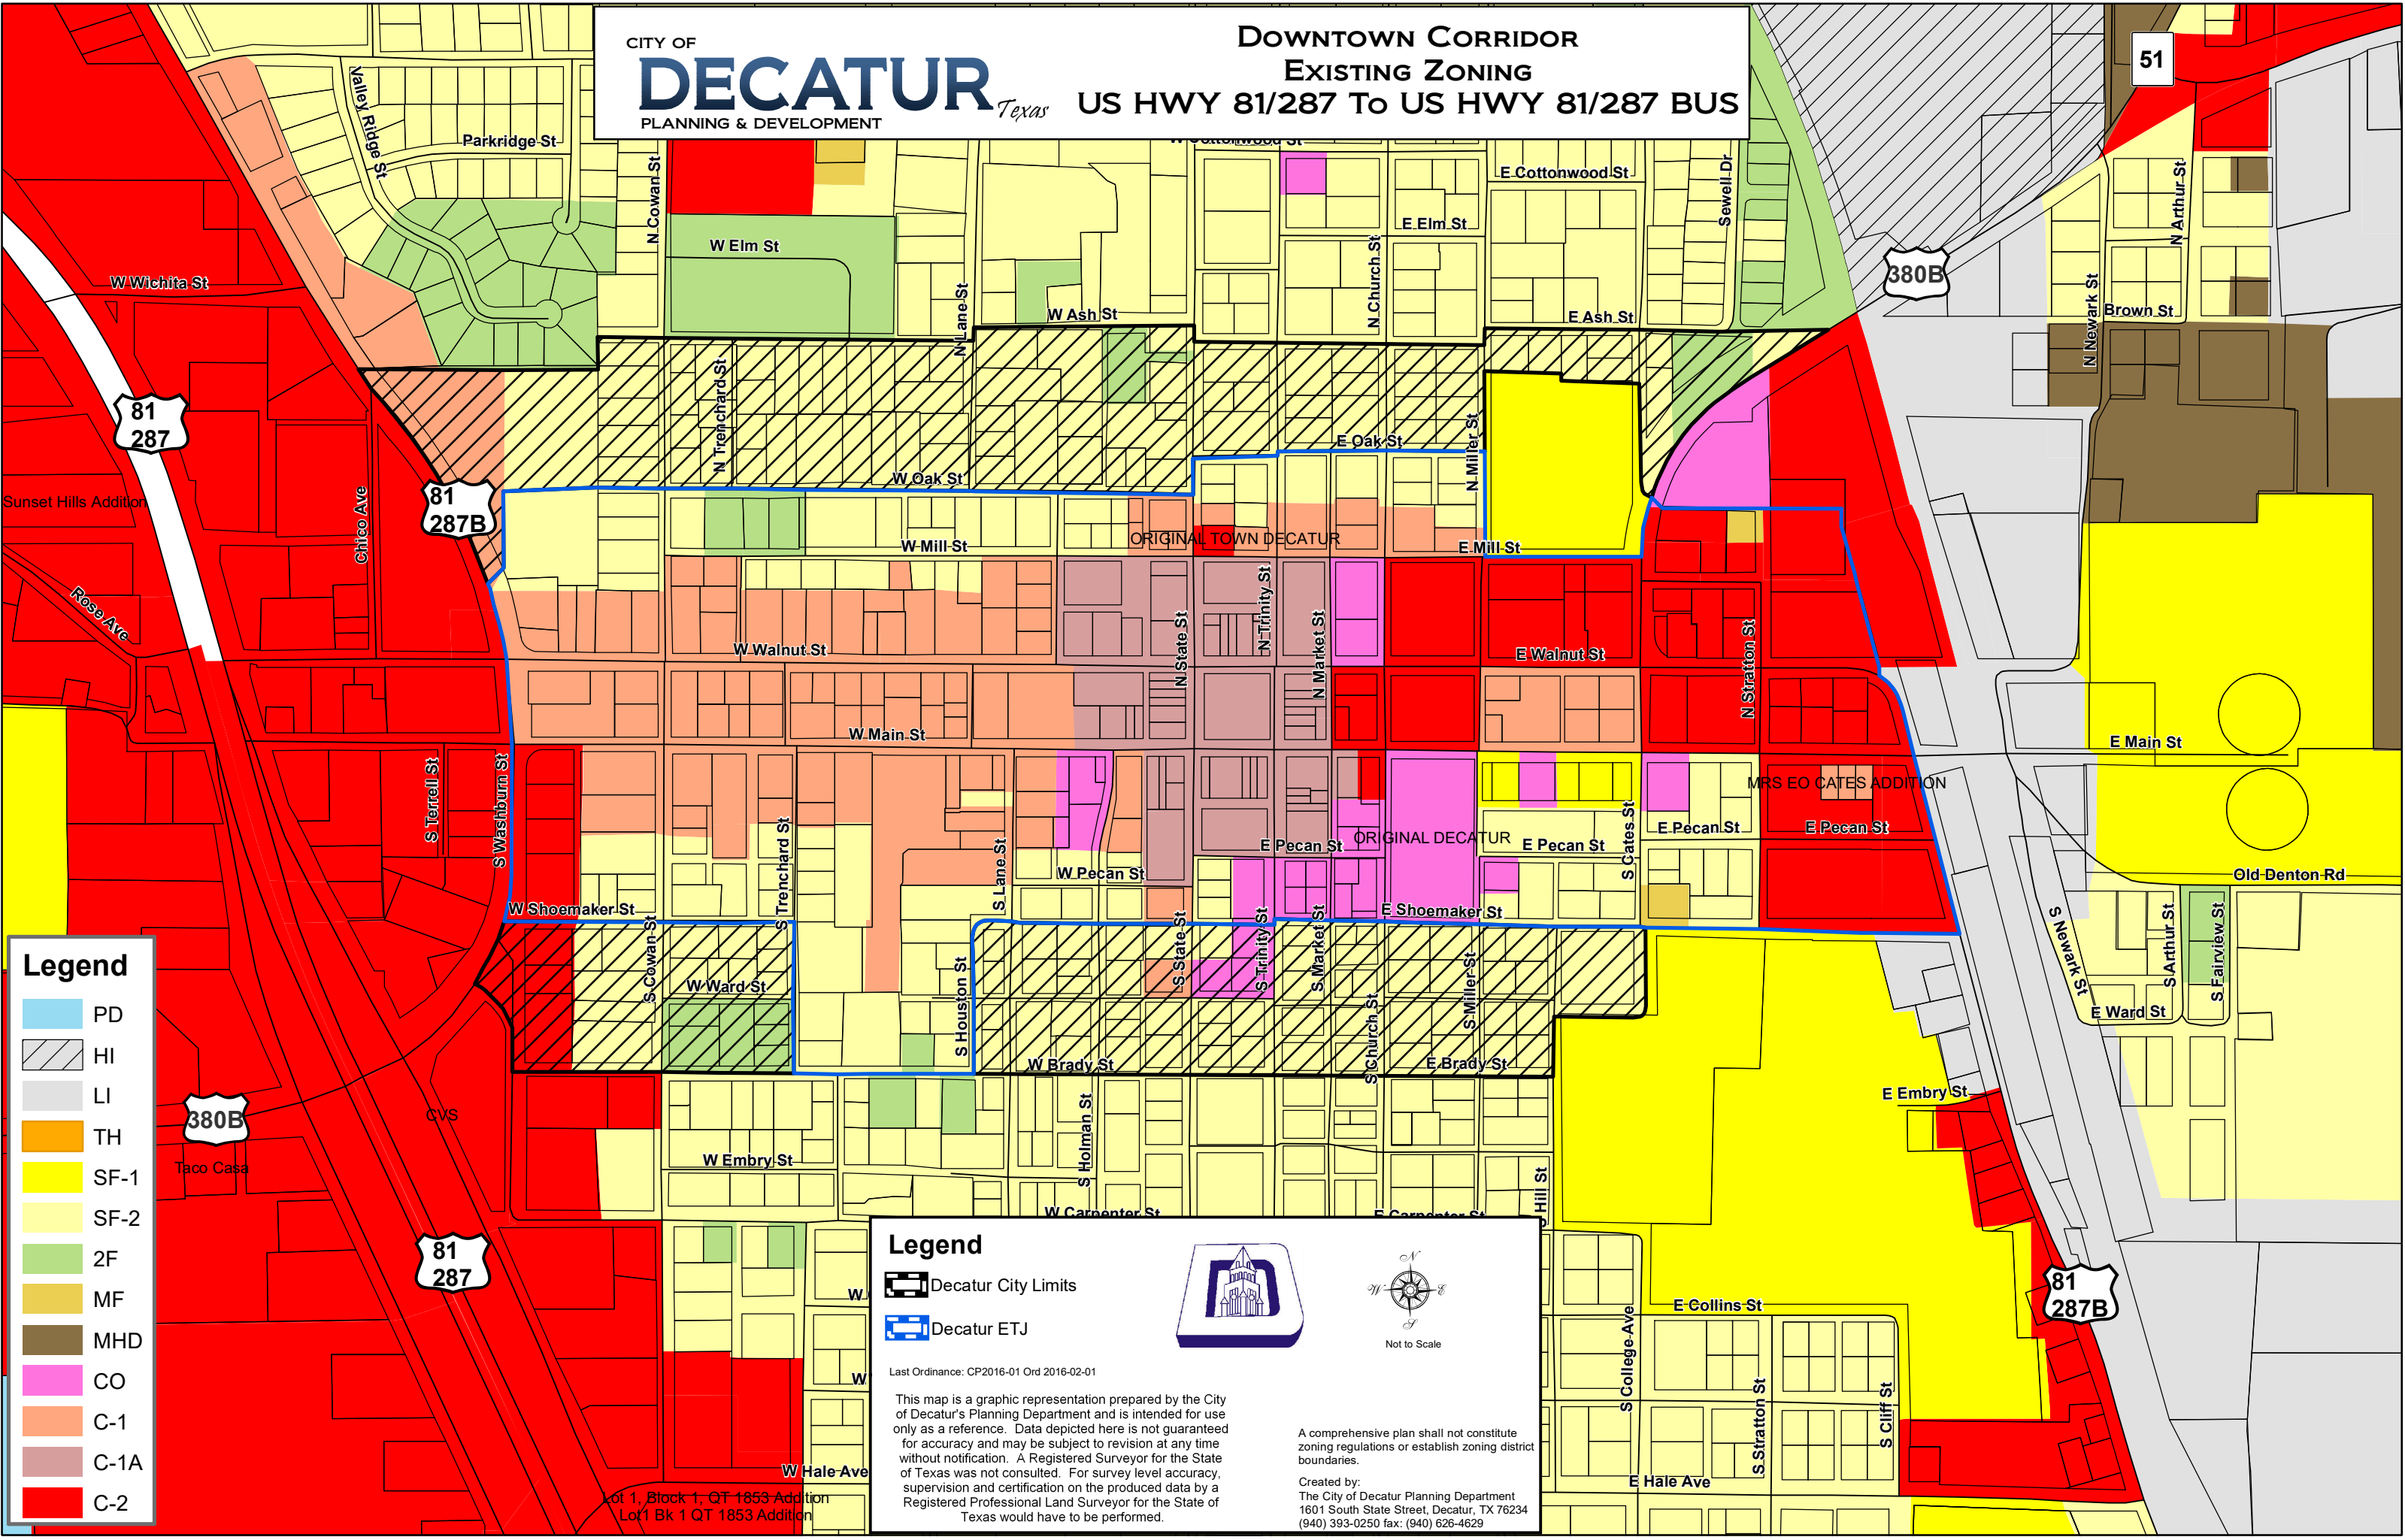 CITY OF
DECATUR
Texas
PLANNING & DEVELOPMENT
DOWNTOWN CORRIDOR
EXISTING ZONING
US HWY 81/287 TO US HWY 81/287 BUS
51
Valley Ridge St
Parkridge St
N Cowan St
W Cottonwood St
E Cottonwood St
Sewell Dr
N Arthur St
W Elm St
E Elm St
N Church St
380B
W Wichita St
N Lane St
W Ash St
E Ash St
N Newark St
Brown St
81
287
N Trenchard St
E Oak St
N Miller St
W Oak St
81
287B
Sunset Hills Addition
Chico Ave
W Mill St
ORIGINAL TOWN DECATUR
E Mill St
Rose Ave
N State St
N Trinity St
N Market St
W Walnut St
E Walnut St
N Stratton St
W Main St
E Main St
S Terrell St
S Washburn St
MRS EO CATES ADDITION
S Trenchard St
S Lane St
E Pecan St
ORIGINAL DECATUR
E Pecan St
S Cates St
E Pecan St
E Pecan St
W Pecan St
Old Denton Rd
W Shoemaker St
E Shoemaker St
S Cowan St
S State St
S Trinity St
S Market St
S Newark St
S Arthur St
S Fairview St
W Ward St
S Houston St
S Church St
S Miller St
E Ward St
W Brady St
E Brady St
E Embry St
380B
CVS
Taco Casa
W Embry St
S Holman St
S Hill St
W Carpenter St
E Carpenter St
81
287
81
287B
W
E Collins St
S College Ave
W
S Stratton St
S Cliff St
W Hale Ave
E Hale Ave
Lot 1, Block 1, QT 1853 Addition
Lot1 Bk 1 QT 1853 Addition
Legend
PD
HI
LI
TH
SF-1
SF-2
2F
MF
MHD
CO
C-1
C-1A
C-2
Legend
Decatur City Limits
Decatur ETJ
N
W
E
S
Not to Scale
Last Ordinance: CP2016-01 Ord 2016-02-01
This map is a graphic representation prepared by the City
of Decatur's Planning Department and is intended for use
only as a reference. Data depicted here is not guaranteed
for accuracy and may be subject to revision at any time
without notification. A Registered Surveyor for the State
of Texas was not consulted. For survey level accuracy,
supervision and certification on the produced data by a
Registered Professional Land Surveyor for the State of
Texas would have to be performed.
A comprehensive plan shall not constitute
zoning regulations or establish zoning district
boundaries.
Created by:
The City of Decatur Planning Department
1601 South State Street, Decatur, TX 76234
(940) 393-0250 fax: (940) 626-4629